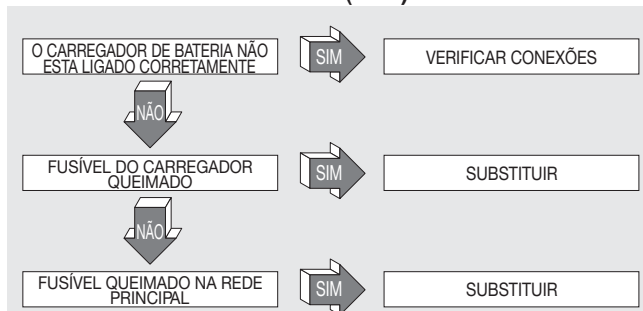 O CARREGADOR DE BATERIA NÃO
ESTA LIGADO CORRETAMENTE
SIM
VERIFICAR CONEXÕES
NÃO
FUSÍVEL DO CARREGADOR
QUEIMADO
SIM
SUBSTITUIR
NÃO
FUSÍVEL QUEIMADO NA REDE
PRINCIPAL
SIM
SUBSTITUIR